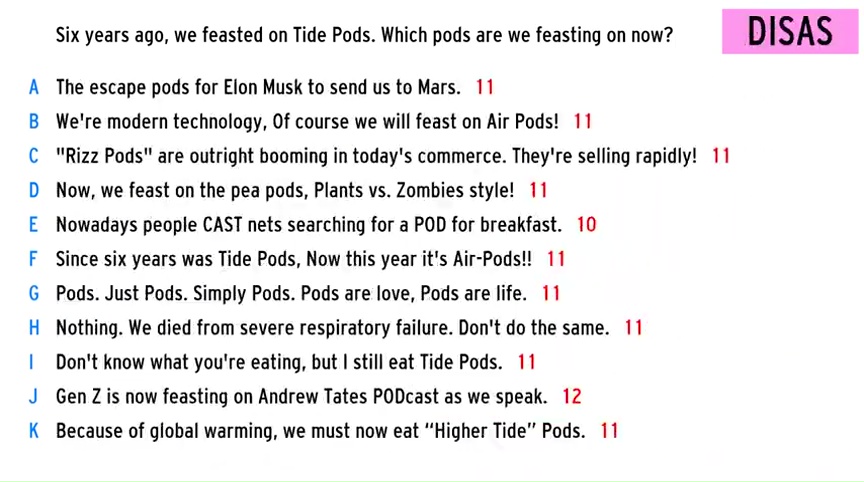 Six years ago, we feasted on Tide Pods. Which pods are we feasting on now?
DISAS
A The escape pods for Elon Musk to send us to Mars. 11
B We're modern technology, Of course we will feast on Air Pods! 11
C "Rizz Pods" are outright booming in today's commerce. They're selling rapidly! 11
D Now, we feast on the pea pods, Plants vs. Zombies style! 11
E Nowadays people CAST nets searching for a POD for breakfast. 10
F Since six years was Tide Pods, Now this year it's Air-Pods!! 11
G Pods. Just Pods. Simply Pods. Pods are love, Pods are life. 11
H Nothing. We died from severe respiratory failure. Don't do the same. 11
I Don't know what you're eating, but I still eat Tide Pods. 11
J Gen Z is now feasting on Andrew Tates PODcast as we speak. 12
K Because of global warming, we must now eat “Higher Tide” Pods. 11